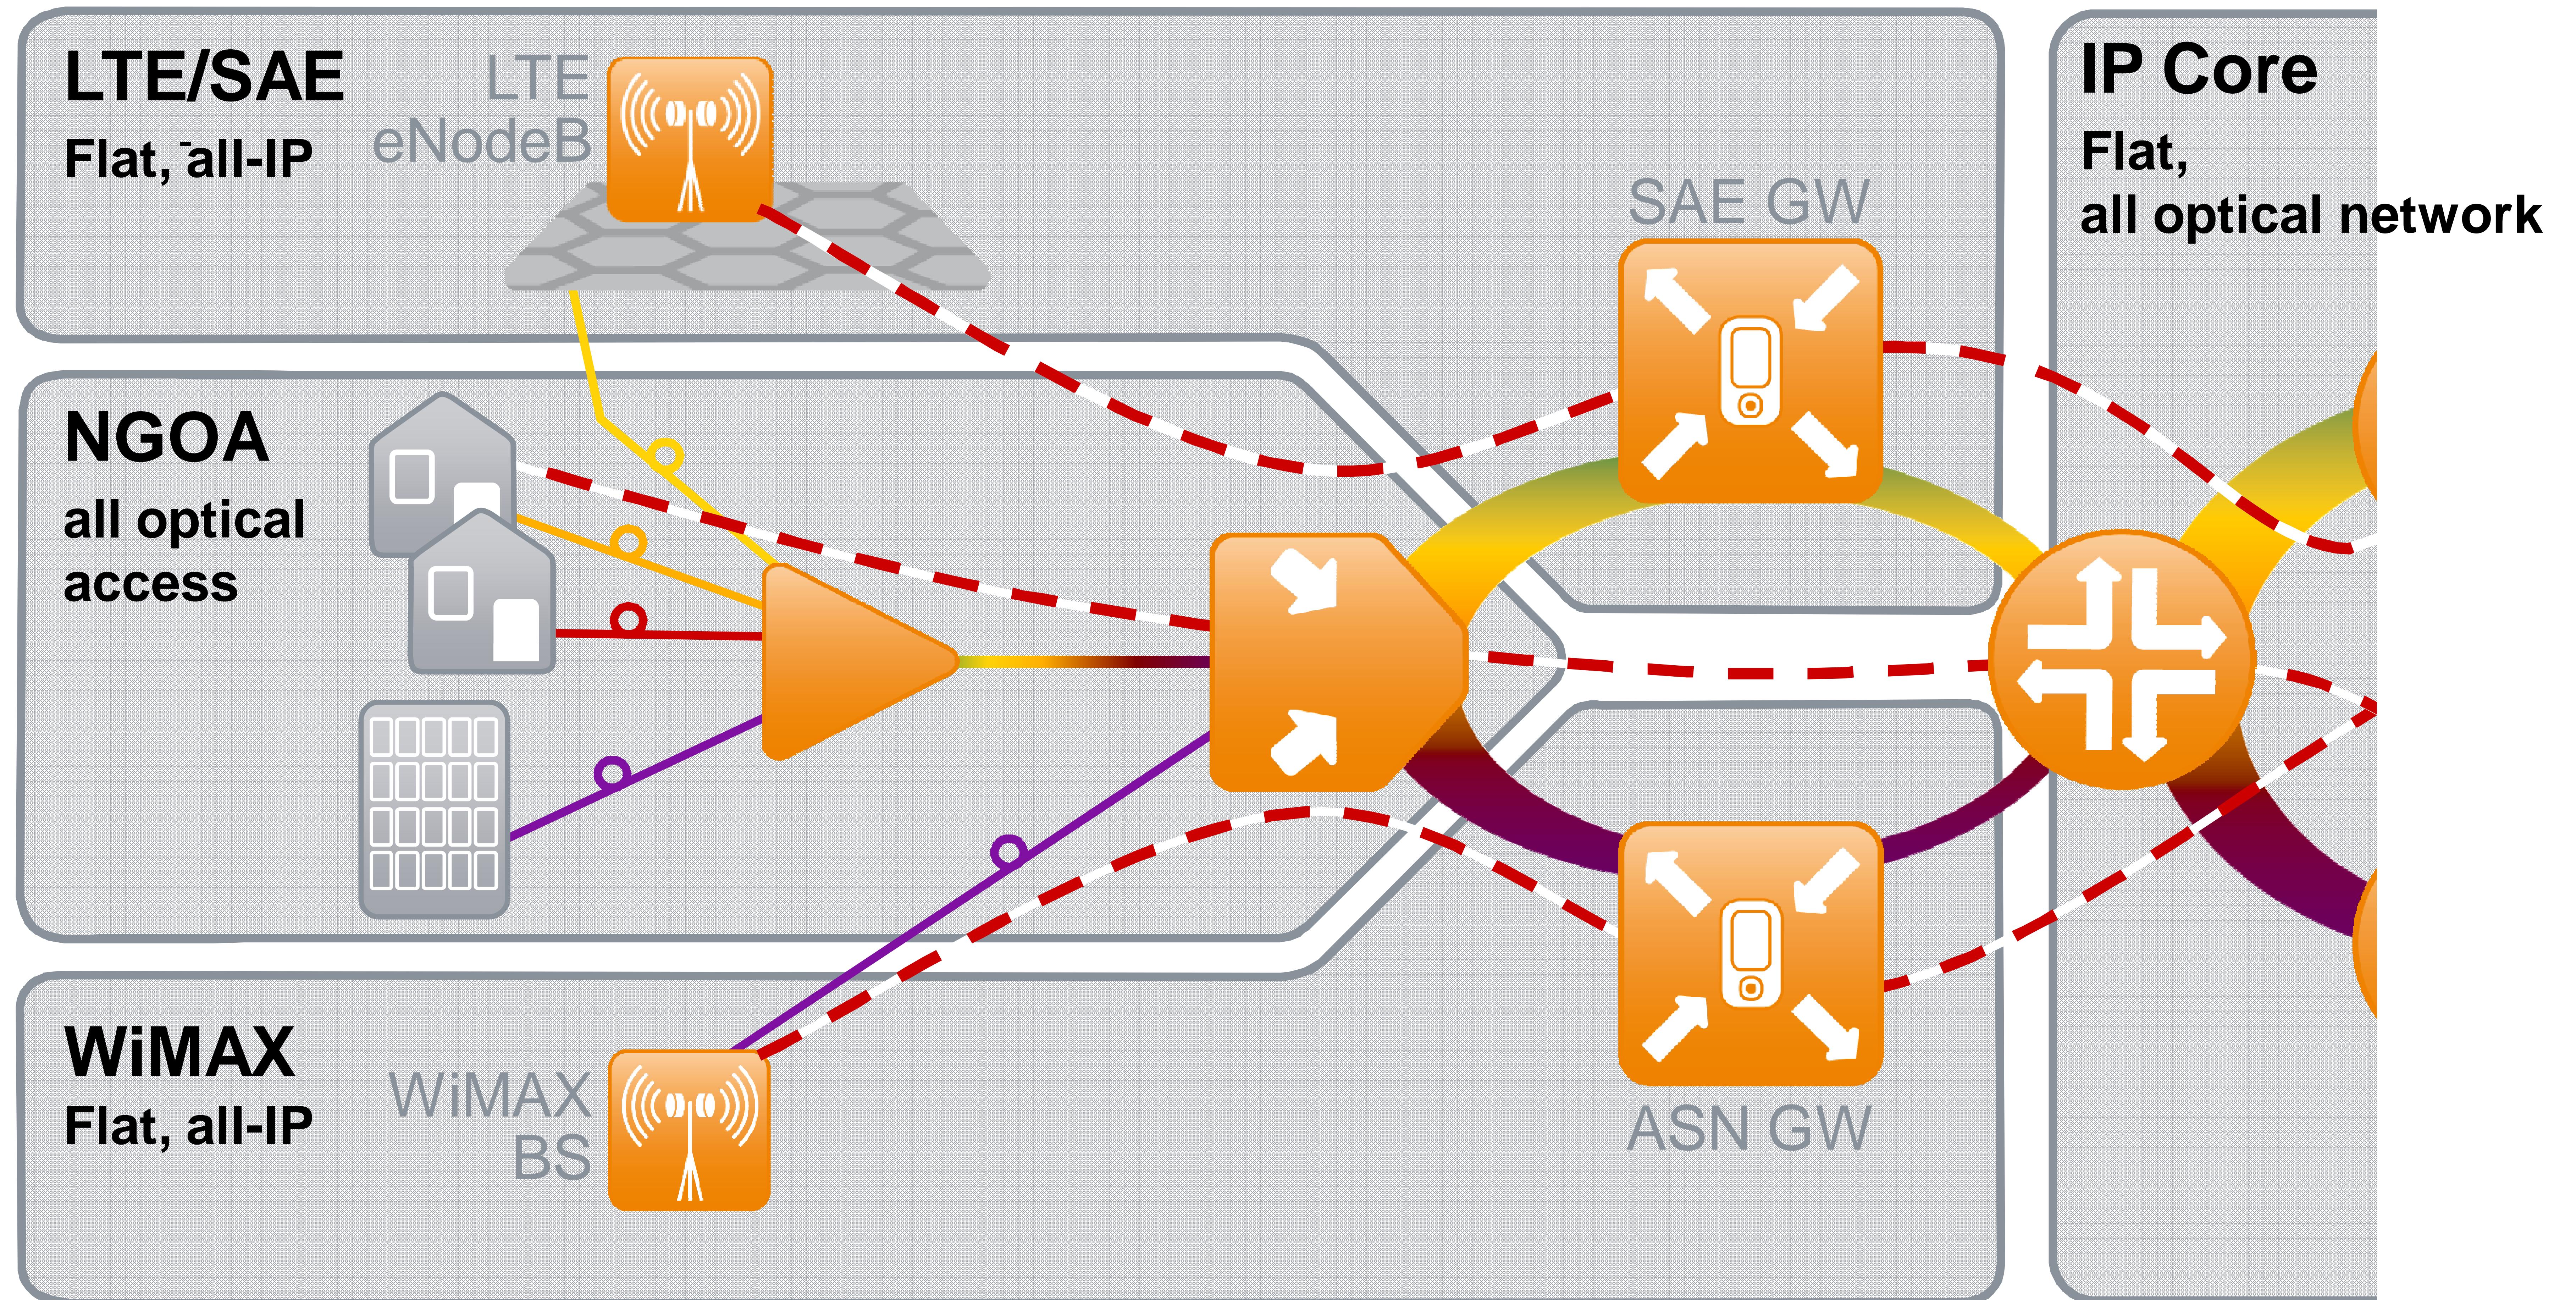 LTE/SAE
Flat, all-IP
LTE
eNodeB
SAE GW
IP Core
Flat,
all optical network
NGOA
all optical
access
WiMAX
Flat, all-IP
WiMAX
BS
ASN GW